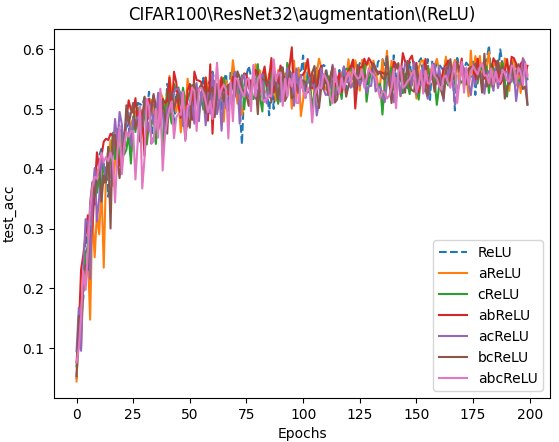 CIFAR100\ResNet32\augmentation\(ReLU)
test_acc
0.6
0.5
0.4
0.3
0.2
0.1
0
25
50
75
100
125
150
175
200
Epochs
ReLU
aReLU
cReLU
abReLU
acReLU
bcReLU
abcReLU